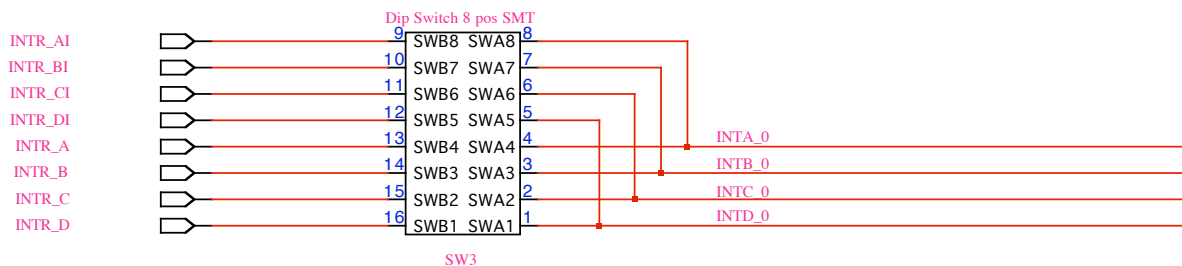 Dip Switch 8 pos SMT
INTR_AI 9 SWB8 SWA8 8
INTR_BI 10 SWB7 SWA7 7
INTR_CI 11 SWB6 SWA6 6
INTR_DI 12 SWB5 SWA5 5
INTR_A 13 SWB4 SWA4 4 INTA_0
INTR_B 14 SWB3 SWA3 3 INTB_0
INTR_C 15 SWB2 SWA2 2 INTC_0
INTR_D 16 SWB1 SWA1 1 INTD_0
SW3